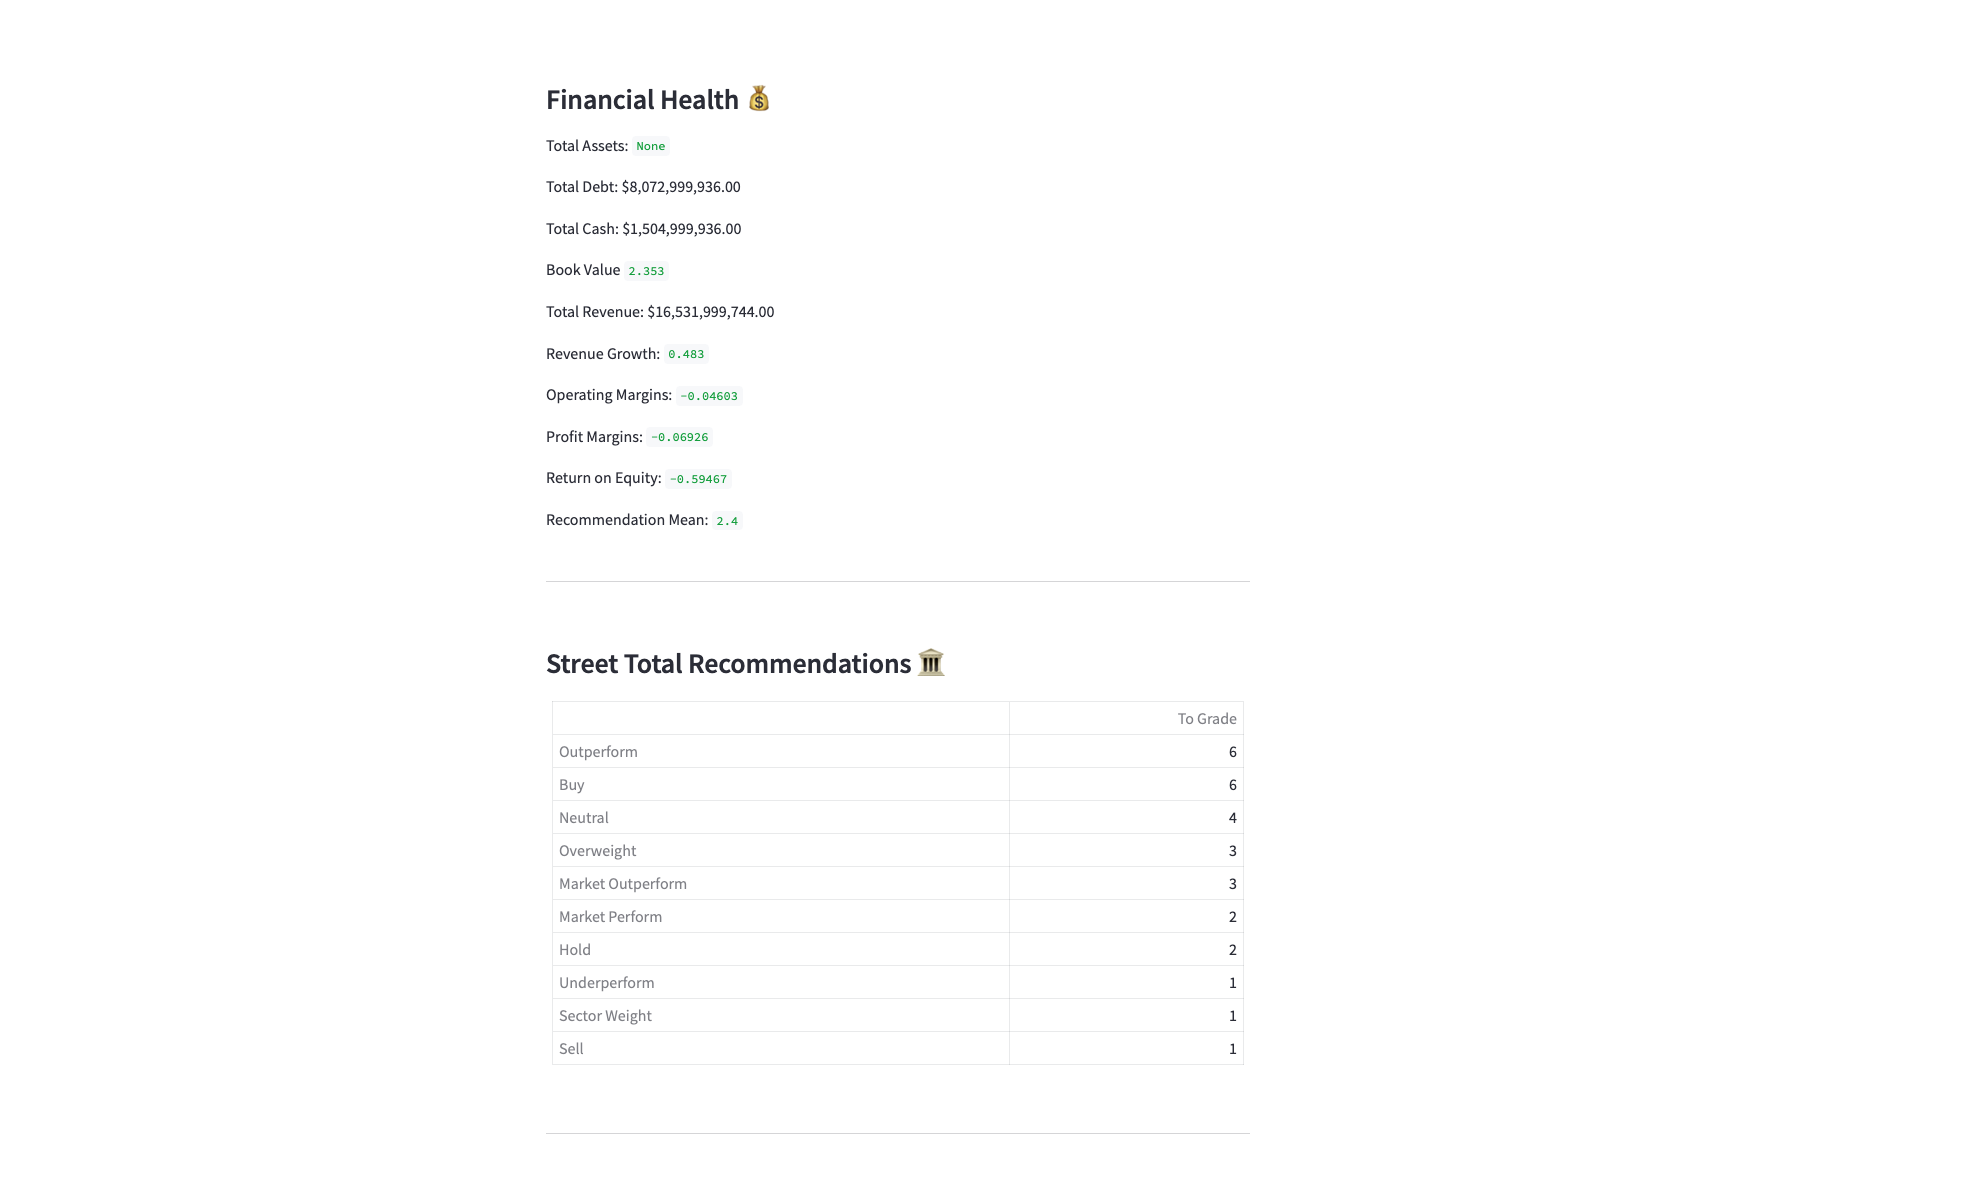 Financial Health 💰
Total Assets: None
Total Debt: $8,072,999,936.00
Total Cash: $1,504,999,936.00
Book Value 2.353
Total Revenue: $16,531,999,744.00
Revenue Growth: 0.483
Operating Margins: -0.04603
Profit Margins: -0.06926
Return on Equity: -0.59467
Recommendation Mean: 2.4
Street Total Recommendations 🏛️
To Grade
Outperform 6
Buy 6
Neutral 4
Overweight 3
Market Outperform 3
Market Perform 2
Hold 2
Underperform 1
Sector Weight 1
Sell 1